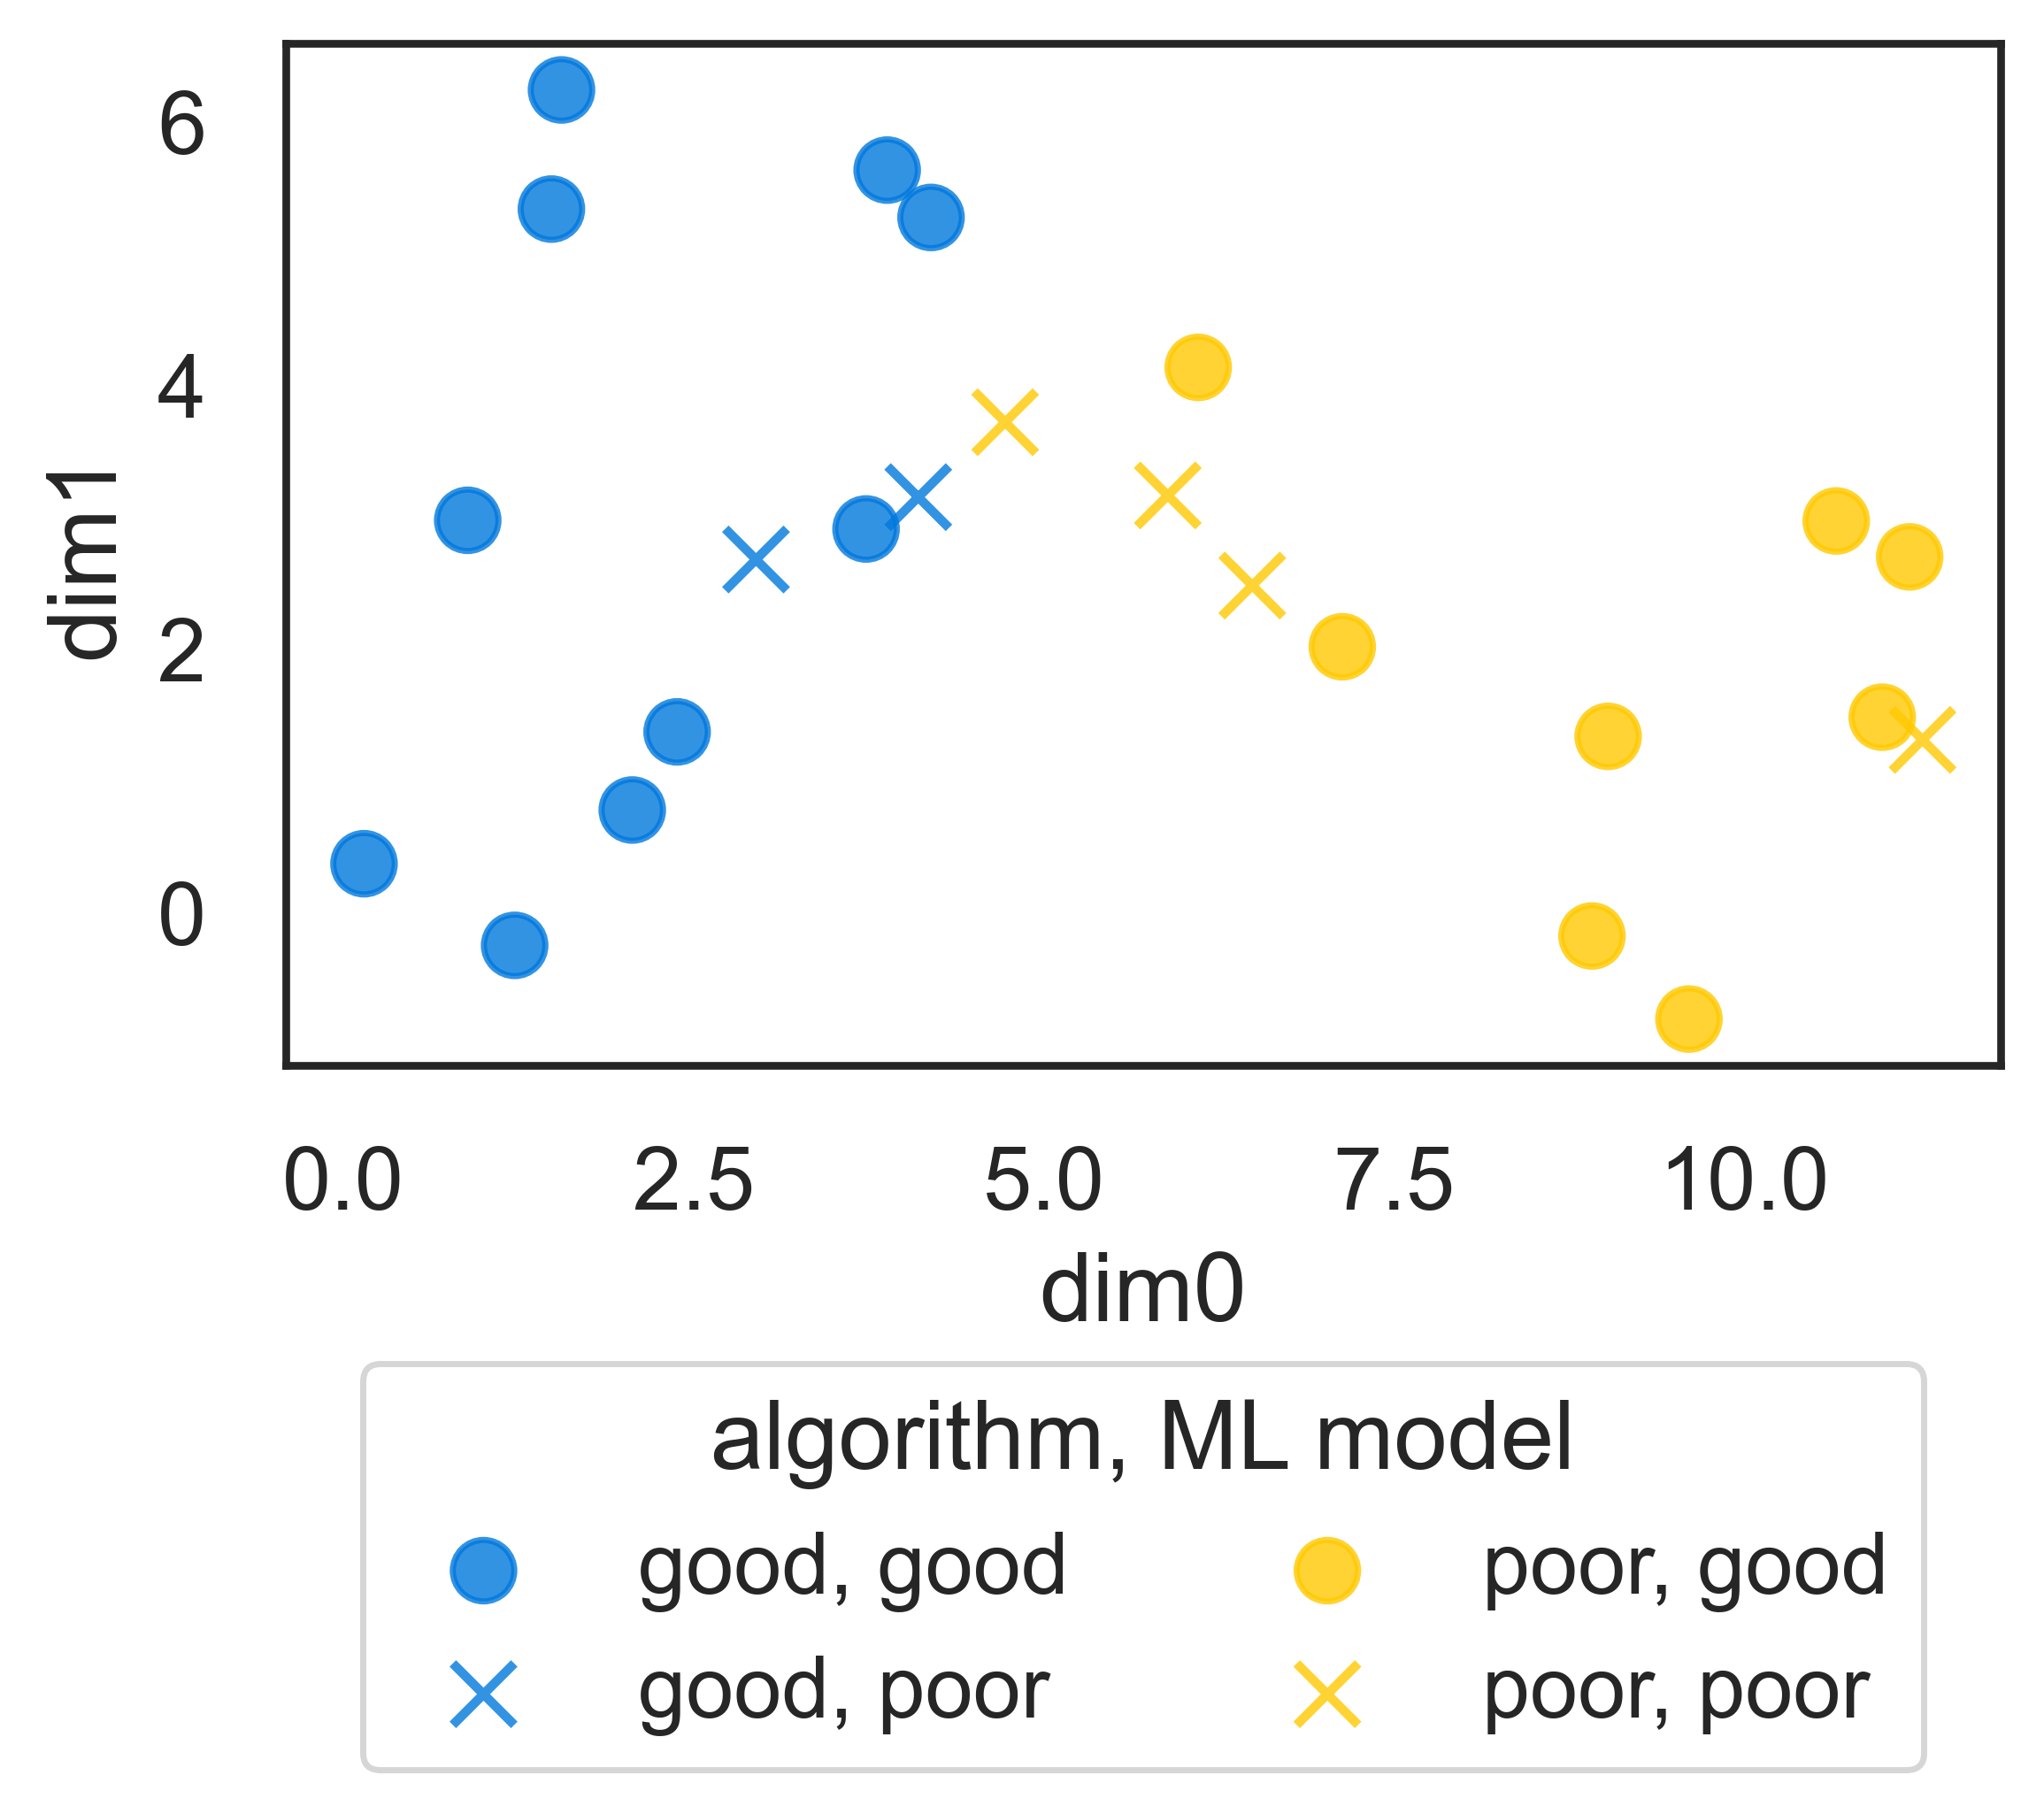 6
4
2
0
dim1
0.0 2.5 5.0 7.5 10.0
dim0
algorithm, ML model
good, good
good, poor
poor, good
poor, poor